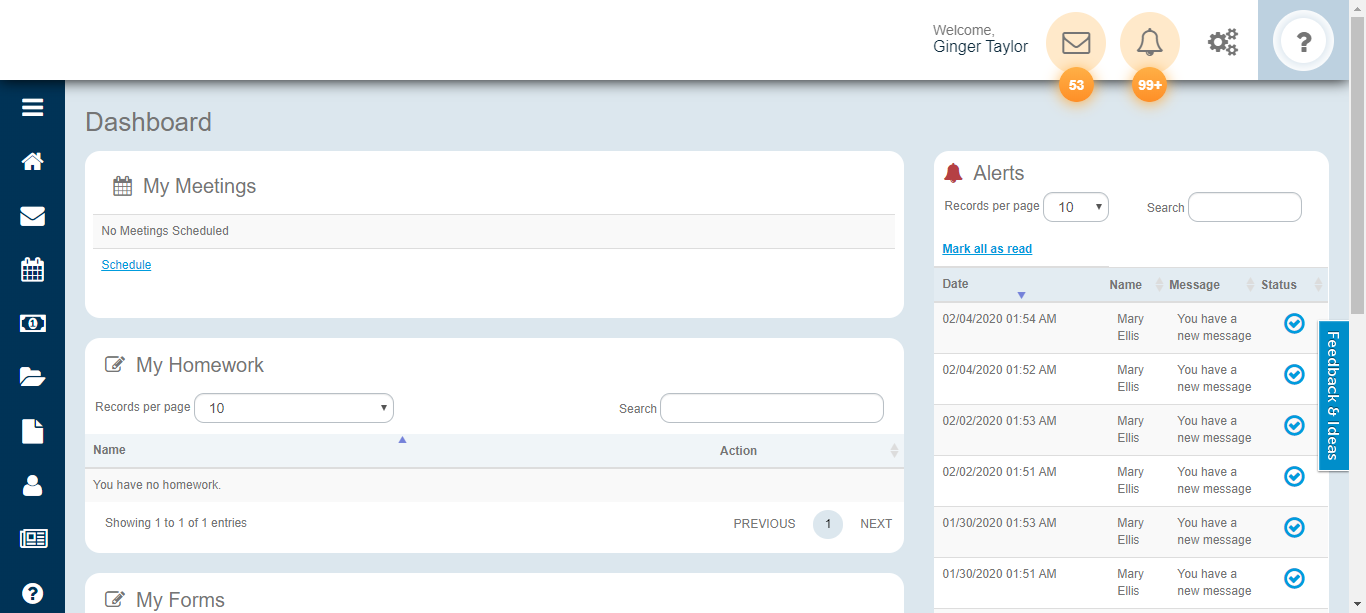 Welcome,
Ginger Taylor
53
99+
?
Dashboard
My Meetings
No Meetings Scheduled
Schedule
My Homework
Records per page 10
Search
Name Action
You have no homework.
Showing 1 to 1 of 1 entries
PREVIOUS 1 NEXT
My Forms
Alerts
Records per page 10
Search
Mark all as read
Date Name Message Status
02/04/2020 01:54 AM Mary You have a
Ellis new message
02/04/2020 01:52 AM Mary You have a
Ellis new message
02/02/2020 01:53 AM Mary You have a
Ellis new message
02/02/2020 01:51 AM Mary You have a
Ellis new message
01/30/2020 01:53 AM Mary You have a
Ellis new message
01/30/2020 01:51 AM Mary You have a
Ellis new message
Feedback & Ideas